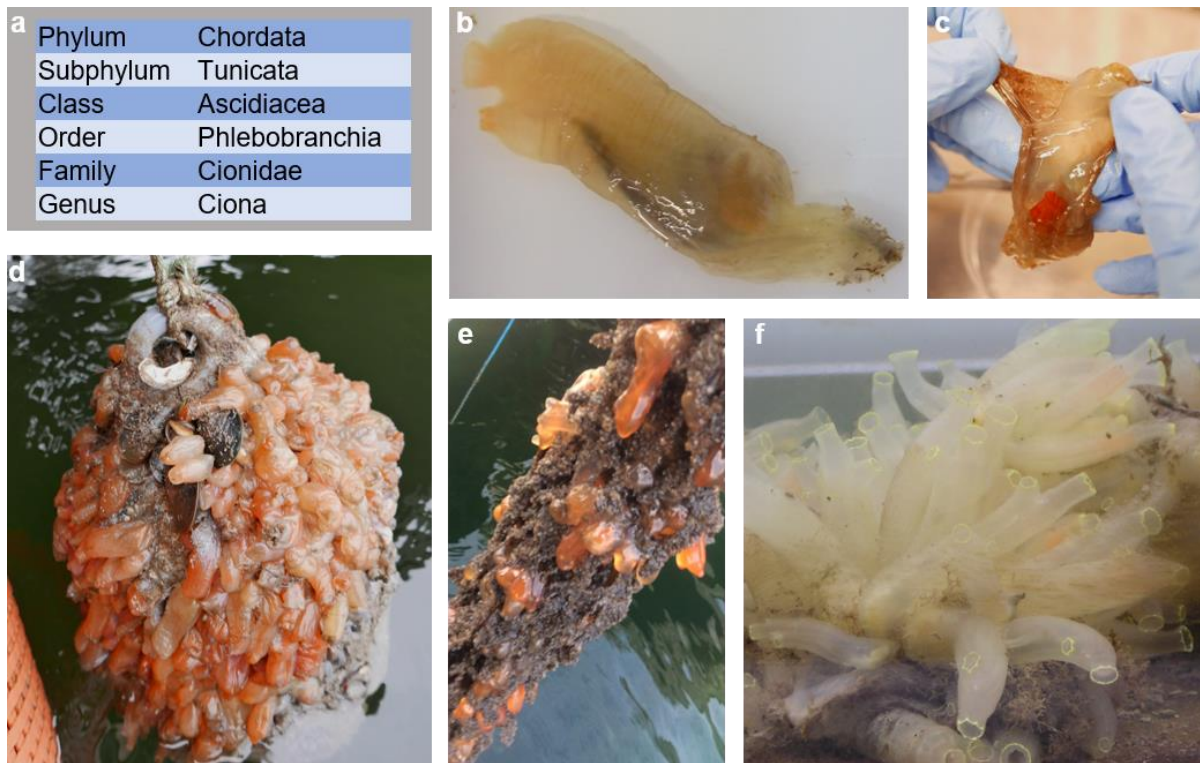 a
Phylum Chordata
Subphylum Tunicata
Class Ascidiacea
Order Phlebobranchia
Family Cionidae
Genus Ciona
b
c
d
e
f